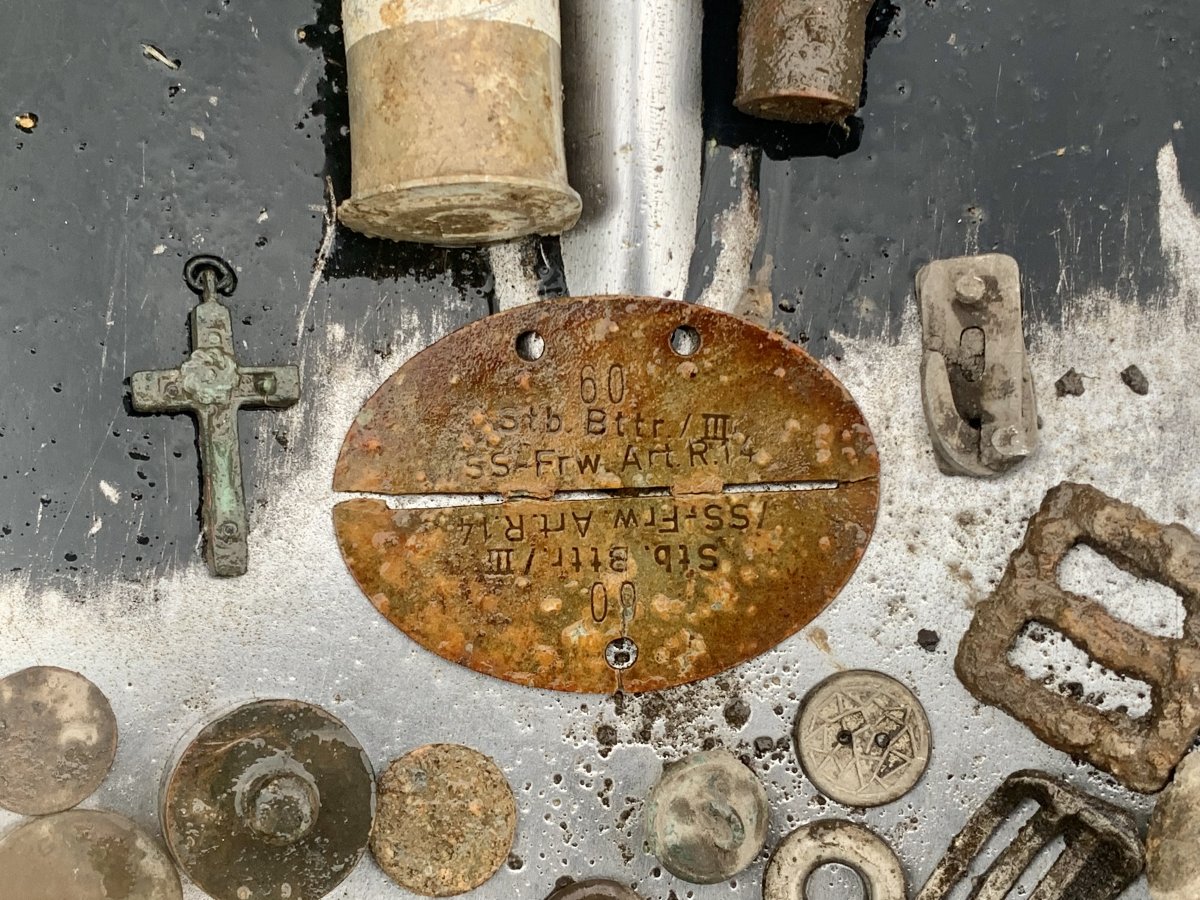 60
Stb. Bttr./III
SS-Frw. Art.R.14
/SS-Frw. Art.R.14
Stb. Bttr./III
60